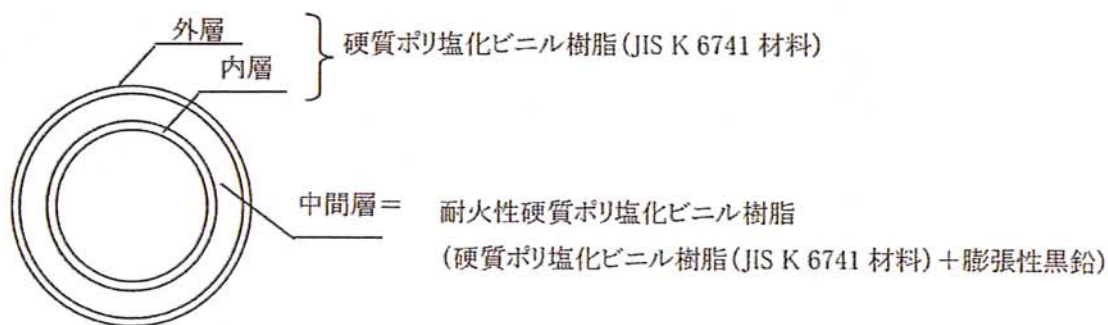 外層
内層
硬質ポリ塩化ビニル樹脂(JIS K 6741 材料)
中間層=
耐火性硬質ポリ塩化ビニル樹脂
(硬質ポリ塩化ビニル樹脂(JIS K 6741 材料)+膨張性黒鉛)